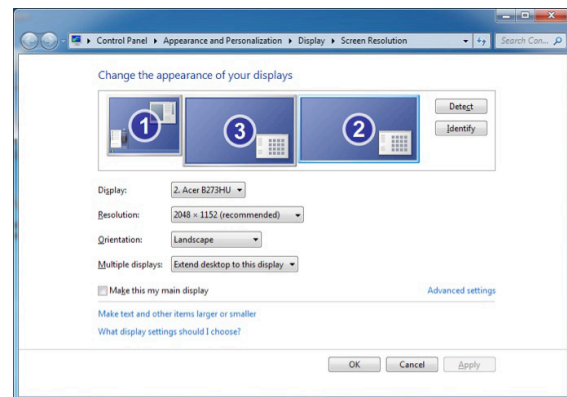 Control Panel ▸ Appearance and Personalization ▸ Display ▸ Screen Resolution
Search Con...
Change the appearance of your displays
1 3 2
Detect
Identify
Display: 2. Acer B273HU
Resolution: 2048 × 1152 (recommended)
Orientation: Landscape
Multiple displays: Extend desktop to this display
Make this my main display Advanced settings
Make text and other items larger or smaller
What display settings should I choose?
OK Cancel Apply